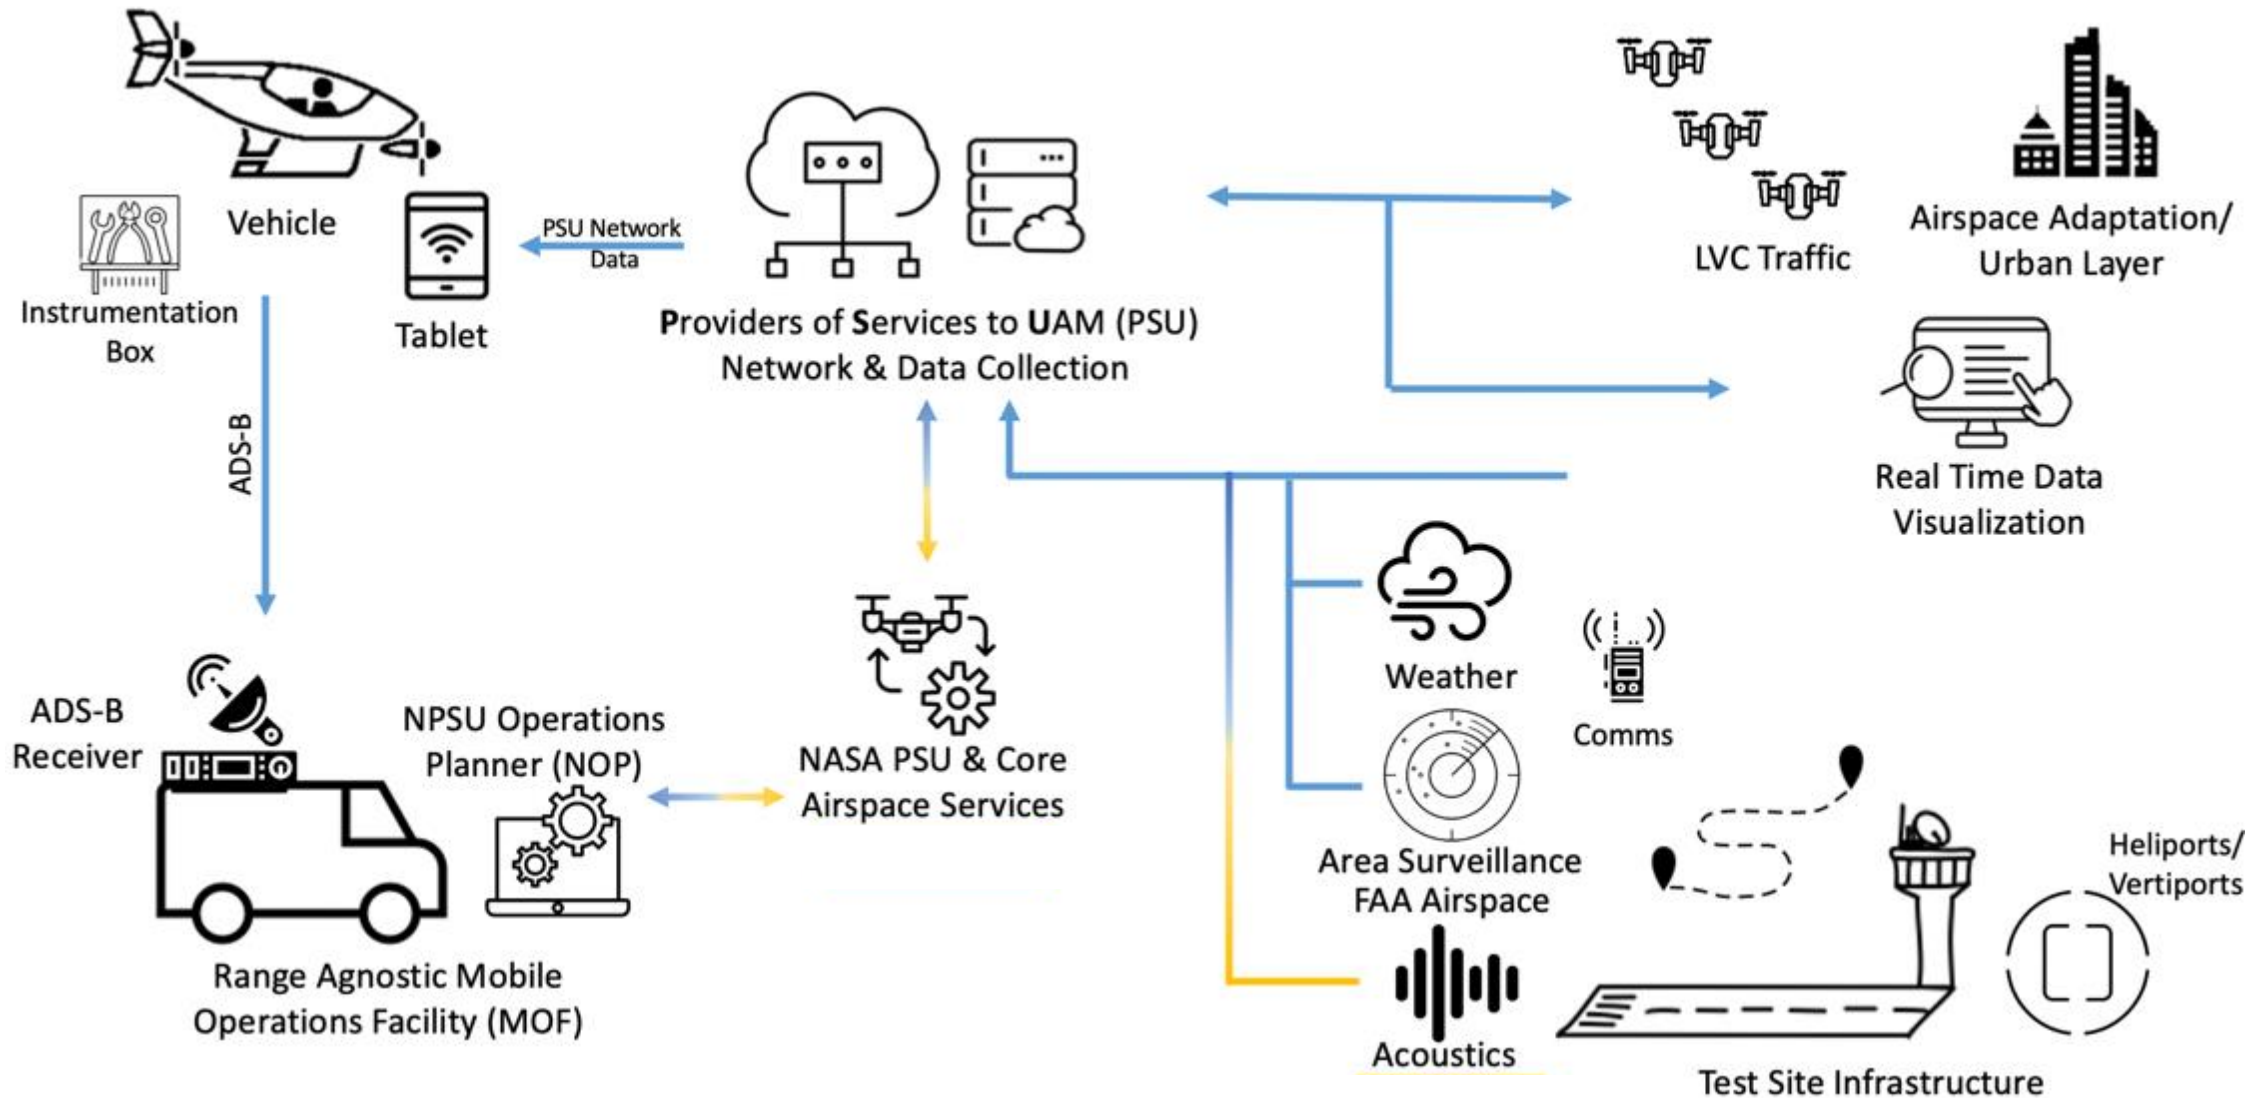 Vehicle
Instrumentation
Box
Tablet
PSU Network
Data
Providers of Services to UAM (PSU)
Network & Data Collection
LVC Traffic
Airspace Adaptation/
Urban Layer
Real Time Data
Visualization
ADS-B
ADS-B
Receiver
NPSU Operations
Planner (NOP)
Range Agnostic Mobile
Operations Facility (MOF)
NASA PSU & Core
Airspace Services
Weather
Comms
Area Surveillance
FAA Airspace
Acoustics
Heliports/
Vertiports
Test Site Infrastructure